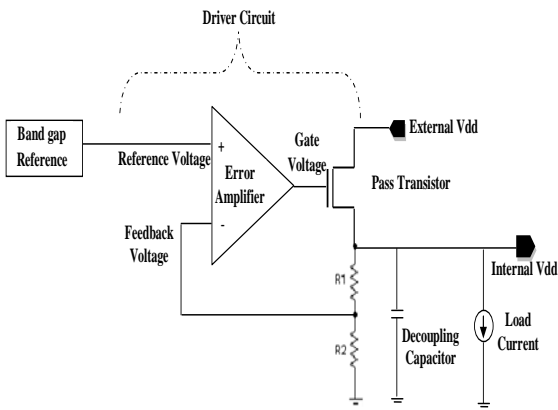 Driver Circuit
Band gap
Reference
Reference Voltage
+
Error
Amplifier
-
Gate
Voltage
External Vdd
Pass Transistor
Feedback
Voltage
Internal Vdd
R1
R2
Decoupling
Capacitor
Load
Current